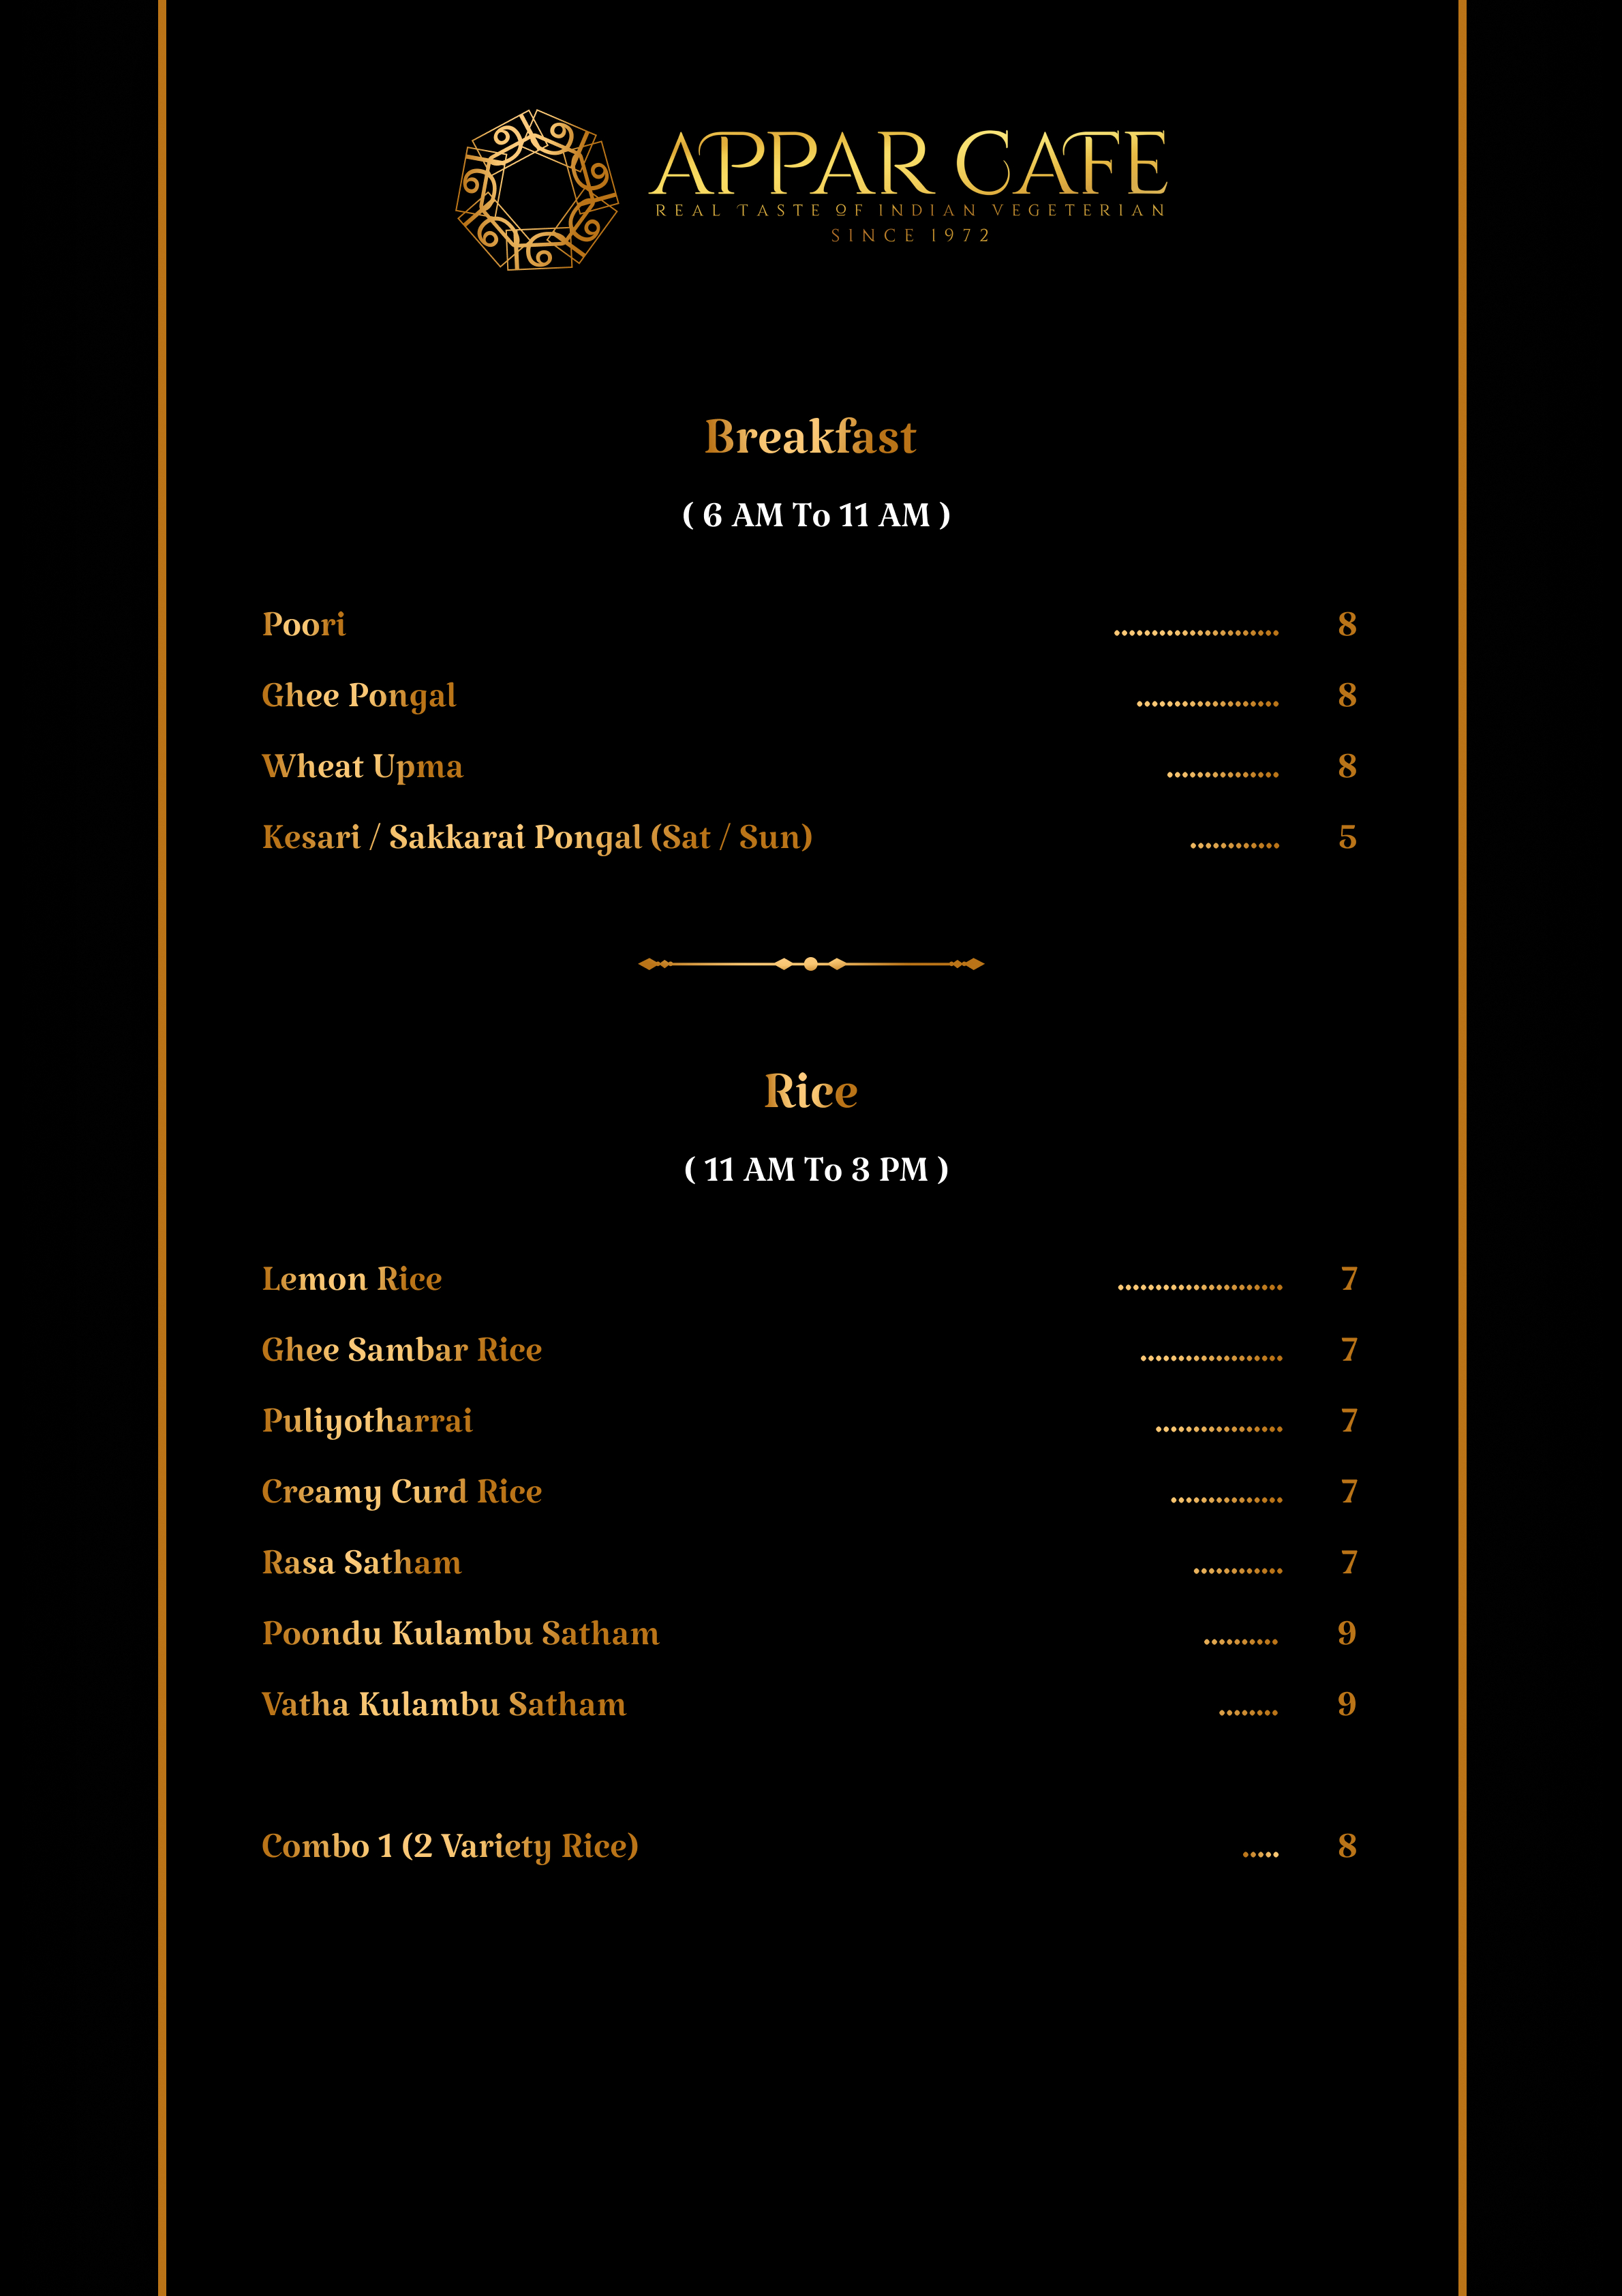 APPAR CAFE
REAL TASTE OF INDIAN VEGETERIAN
SINCE 1972
Breakfast
( 6 AM To 11 AM )
Poori ...................... 8
Ghee Pongal ................... 8
Wheat Upma ............... 8
Kesari / Sakkarai Pongal (Sat / Sun) ............ 5
Rice
( 11 AM To 3 PM )
Lemon Rice ...................... 7
Ghee Sambar Rice ................... 7
Puliyotharrai ................. 7
Creamy Curd Rice ............... 7
Rasa Satham ............ 7
Poondu Kulambu Satham .......... 9
Vatha Kulambu Satham ........ 9
Combo 1 (2 Variety Rice) ..... 8